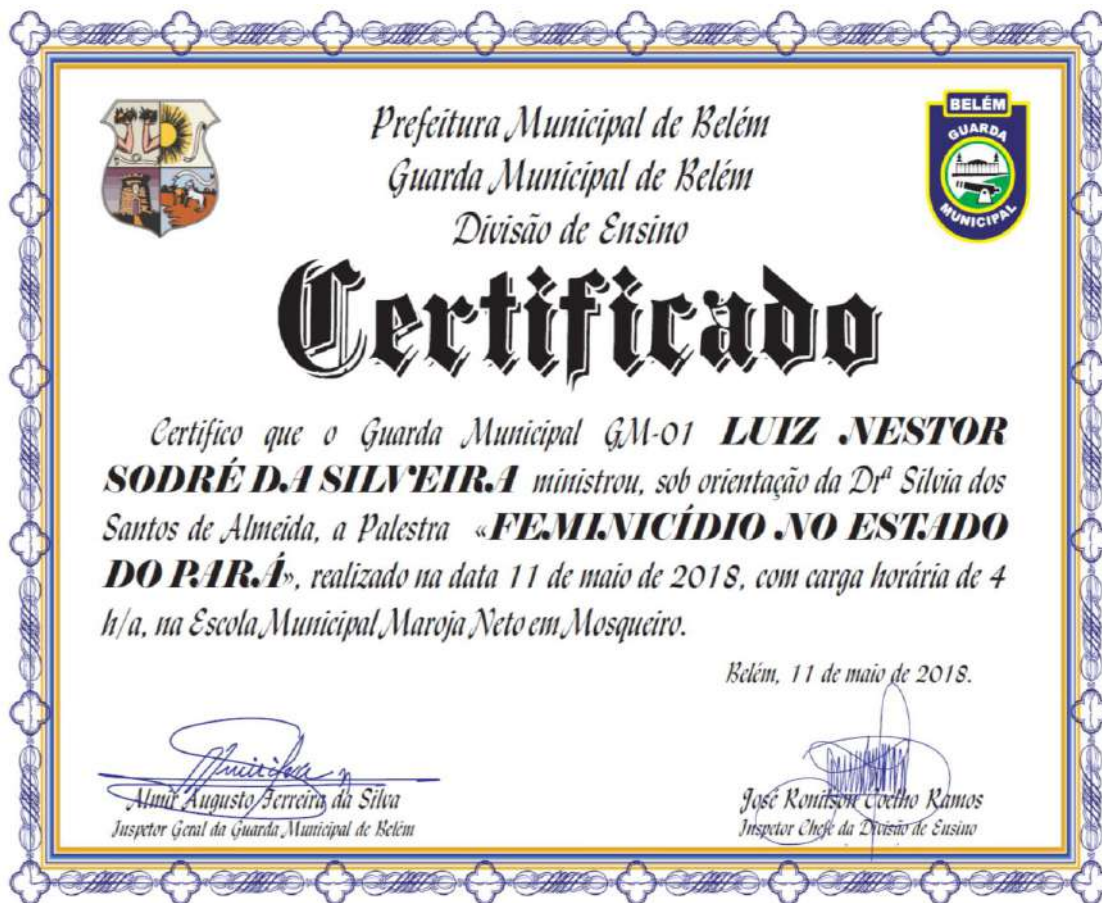 Prefeitura Municipal de Belém
Guarda Municipal de Belém
Divisão de Ensino
BELÉM
GUARDA
MUNICIPAL
Certificado
Certifico que o Guarda Municipal GM-01 LUIZ NESTOR
SODRÉ DA SILVEIRA ministrou, sob orientação da Drª Silvia dos
Santos de Almeida, a Palestra «FEMINICÍDIO NO ESTADO
DO PARÁ», realizado na data 11 de maio de 2018, com carga horária de 4
h/a, na Escola Municipal Maroja Neto em Mosqueiro.
Belém, 11 de maio de 2018.
Almir Augusto Ferreira da Silva
Inspetor Geral da Guarda Municipal de Belém
José Ronilson Coelho Ramos
Inspetor Chefe da Divisão de Ensino